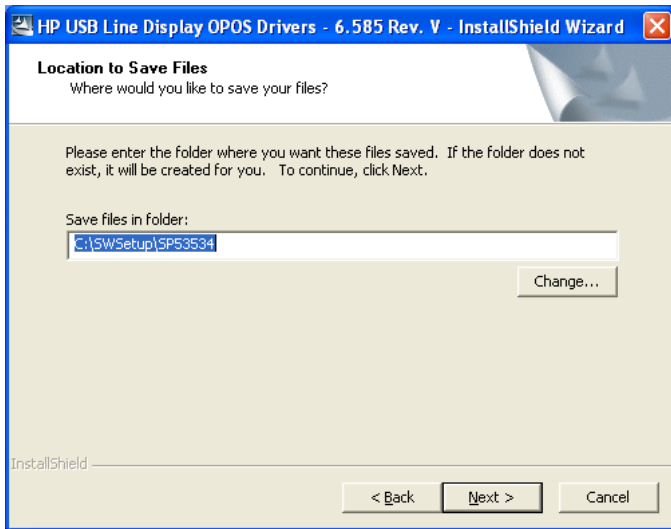 HP USB Line Display OPOS Drivers - 6.585 Rev. V - InstallShield Wizard
Location to Save Files
Where would you like to save your files?
Please enter the folder where you want these files saved.  If the folder does not
exist, it will be created for you.   To continue, click Next.
Save files in folder:
C:\SWSetup\SP53534
Change...
InstallShield
< Back
Next >
Cancel